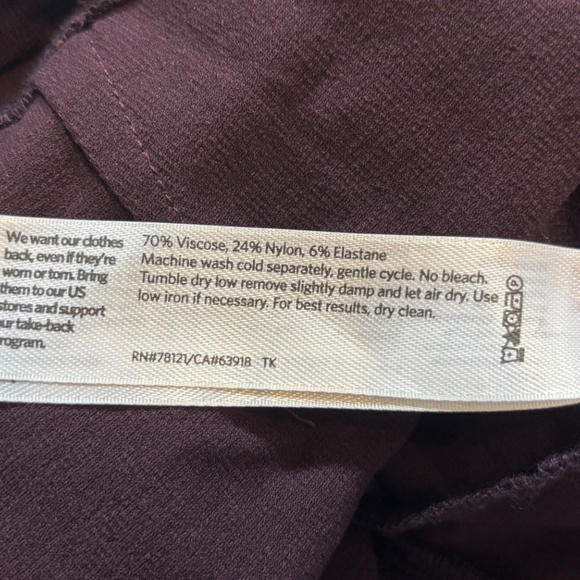 We want our clothes
back, even if they're
worn or torn. Bring
them to our US
stores and support
our take-back
program.
70% Viscose, 24% Nylon, 6% Elastane
Machine wash cold separately, gentle cycle. No bleach.
Tumble dry low remove slightly damp and let air dry. Use
low iron if necessary. For best results, dry clean.
RN#78121/CA#63918 TK